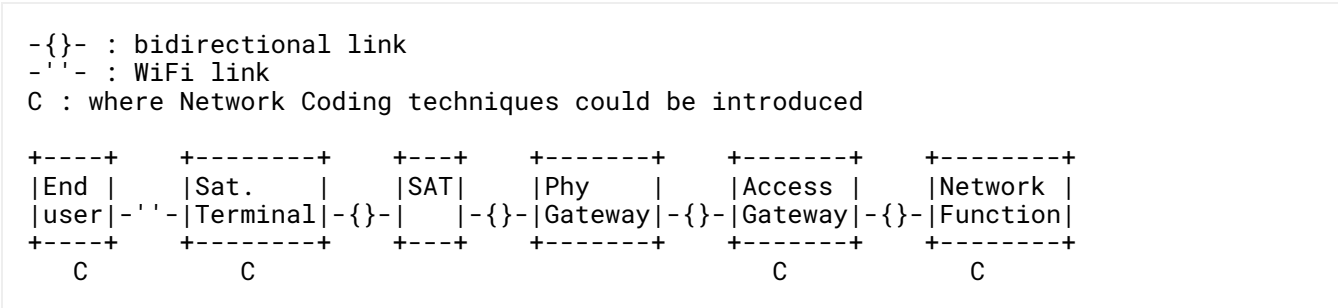 -{}- : bidirectional link
-''- : WiFi link
C : where Network Coding techniques could be introduced

+----+    +--------+    +---+    +-------+    +-------+    +--------+
|End |    |Sat.    |    |SAT|    |Phy    |    |Access |    |Network |
|user|-''-|Terminal|-{}-|   |-{}-|Gateway|-{}-|Gateway|-{}-|Function|
+----+    +--------+    +---+    +-------+    +-------+    +--------+
   C          C                                  C            C